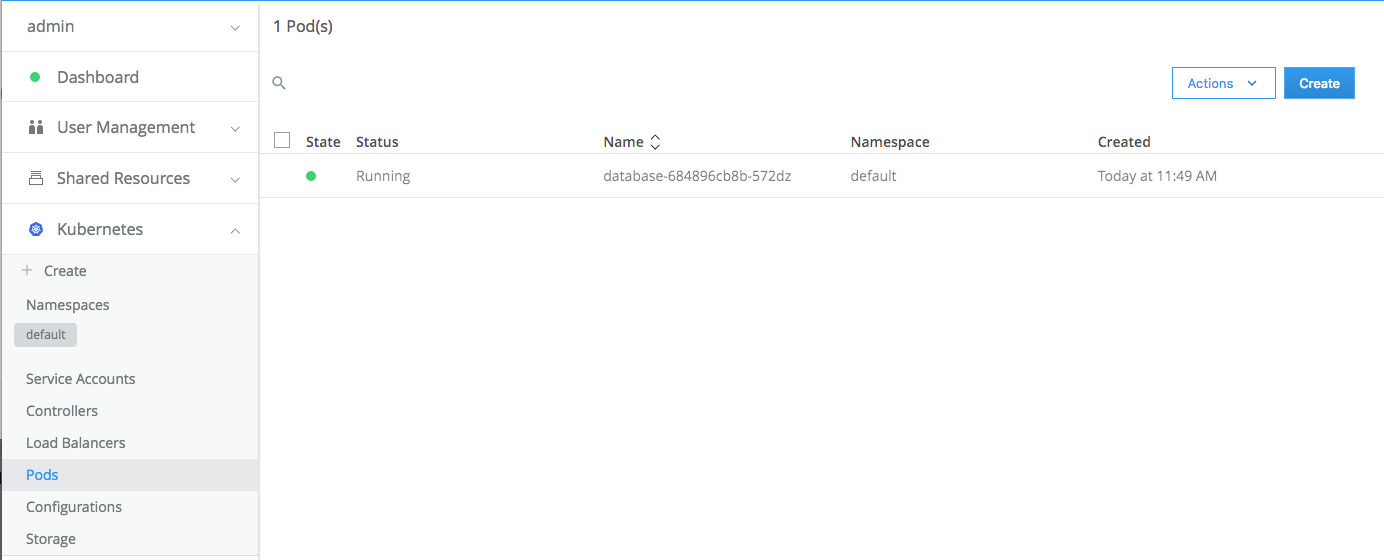 admin
Dashboard
User Management
Shared Resources
Kubernetes
Create
Namespaces
default
Service Accounts
Controllers
Load Balancers
Pods
Configurations
Storage
1 Pod(s)
Actions Create
State Status Name Namespace Created
Running database-684896cb8b-572dz default Today at 11:49 AM